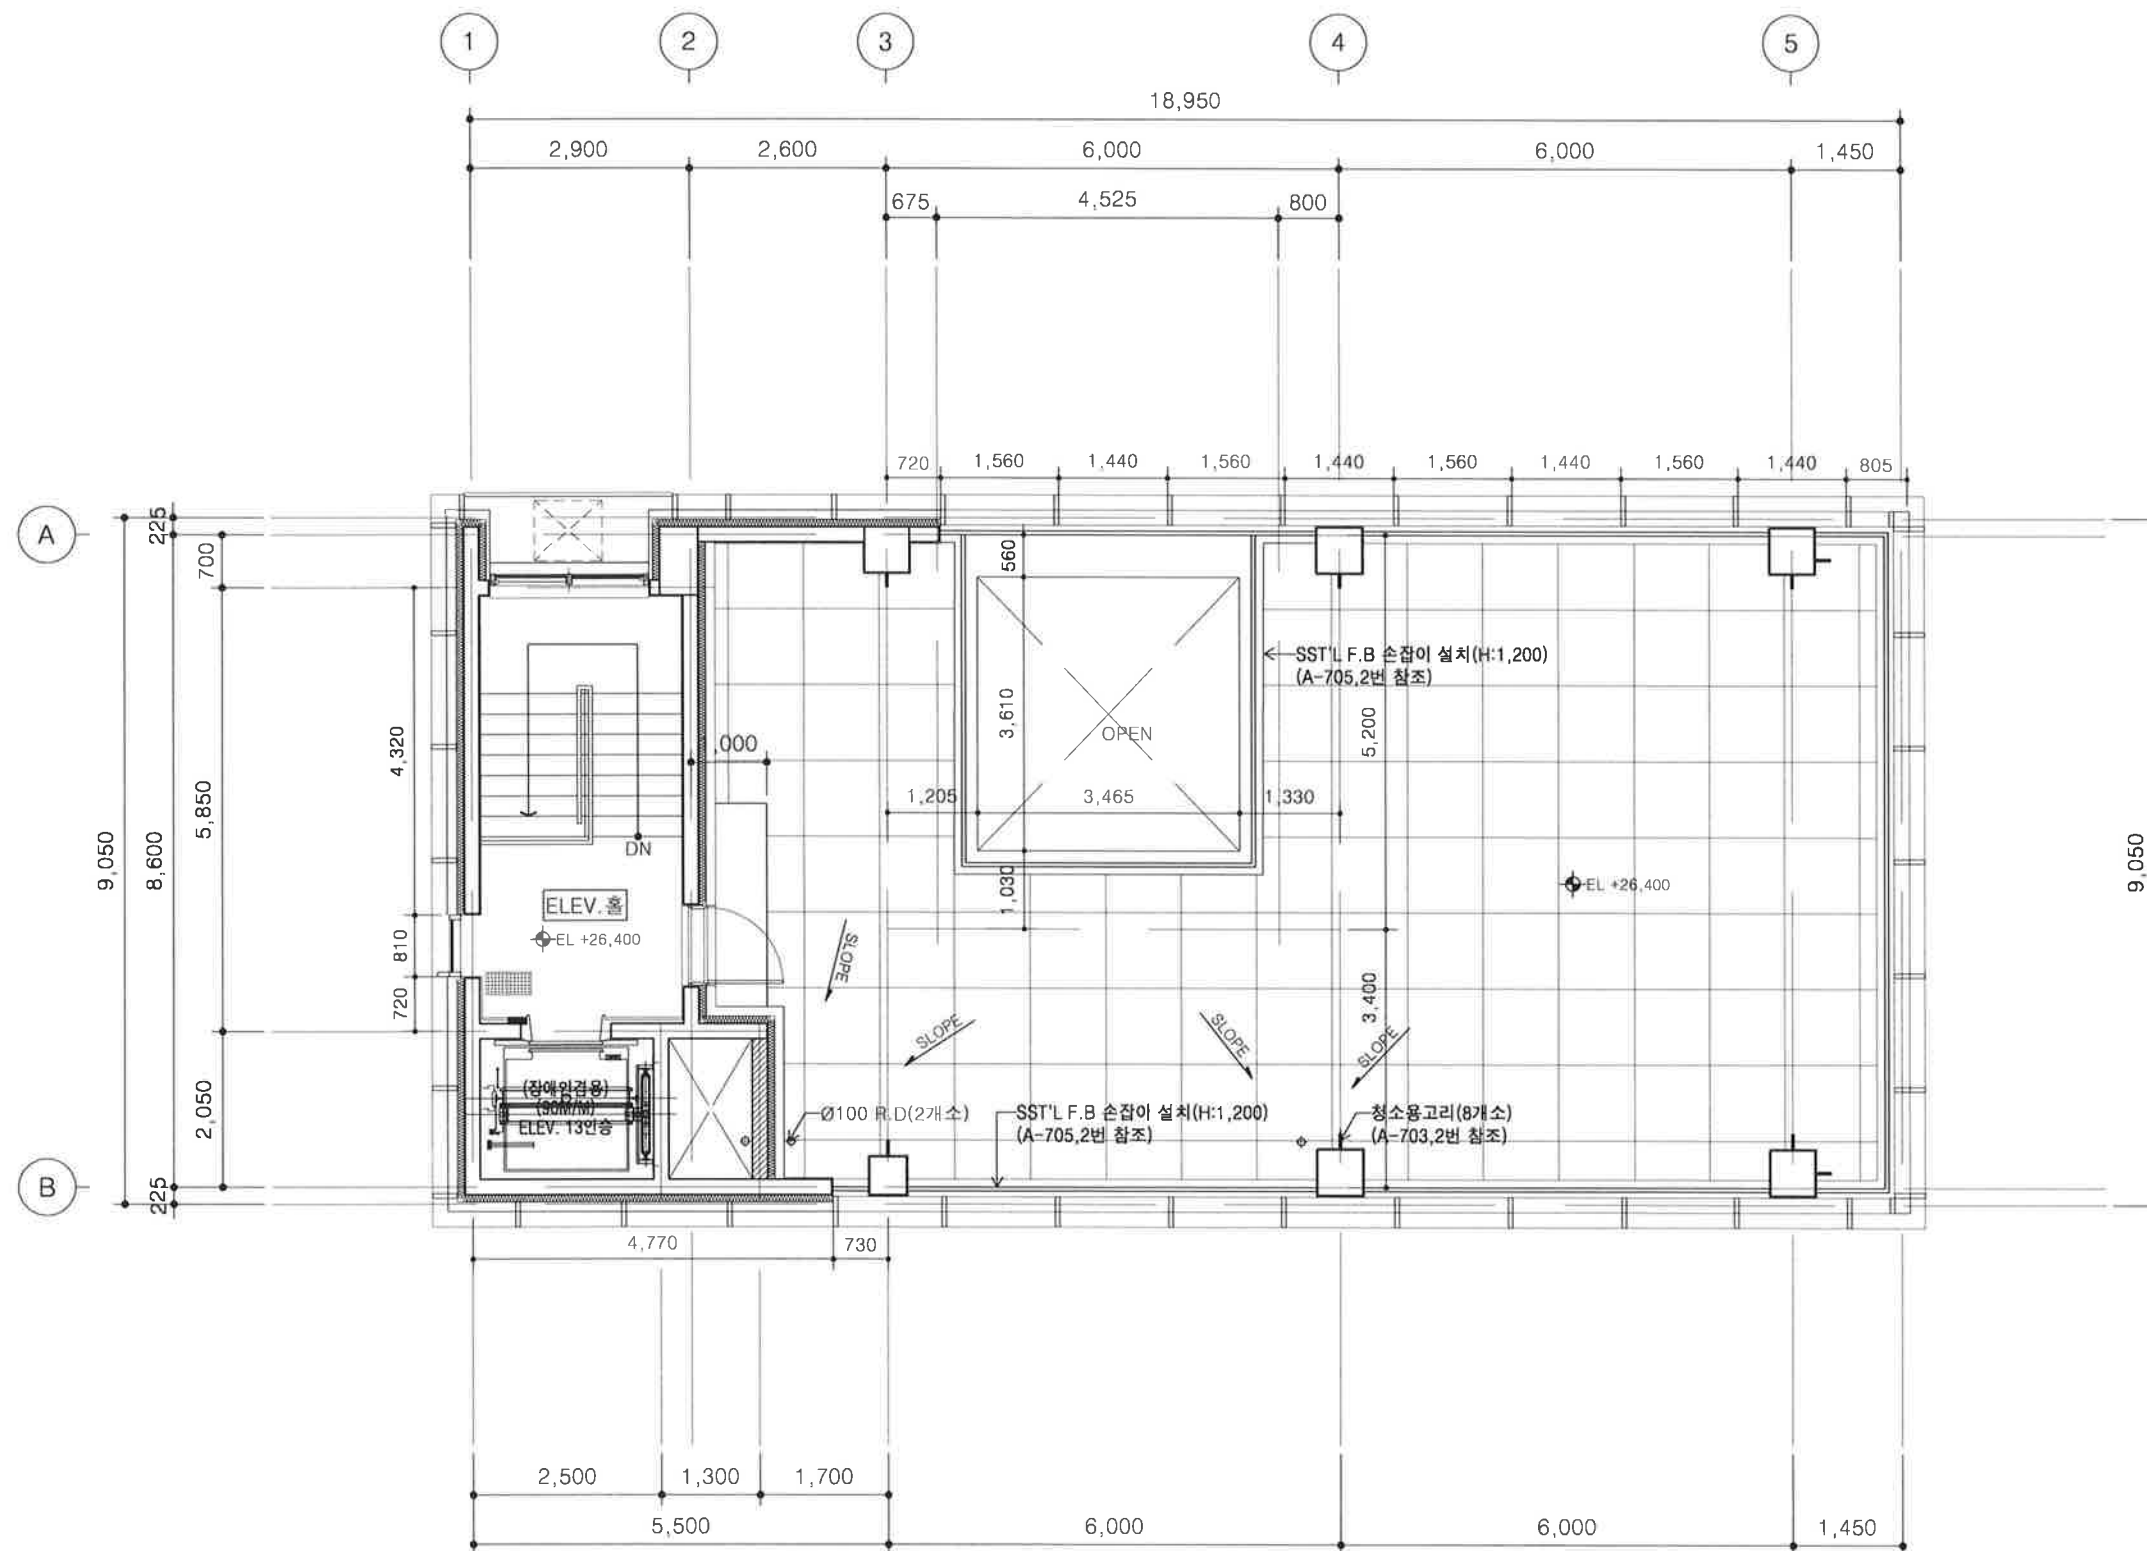 1 2 3 4 5
18,950
2,900 2,600 6,000 6,000 1,450
675 4,525 800
720 1,560 1,440 1,560 1,440 1,560 1,440 1,560 1,440 805
A
225
700
560
SST'L F.B 손잡이 설치(H:1,200)
(A-705,2번 참조)
3,610
5,200
OPEN
4,320
,000
1,205 3,465 1,330
5,850
DN
9,050
8,600
9,050
1,030
EL +26,400
ELEV. 홀
EL +26,400
810
SLOPE
720
3,400
SLOPE
SLOPE
SLOPE
2,050
(장애인겸용)
(90M/M)
ELEV. 13인승
Ø100 R.D(2개소)
SST'L F.B 손잡이 설치(H:1,200)
(A-705,2번 참조)
청소용고리(8개소)
(A-703,2번 참조)
B
225
4,770 730
2,500 1,300 1,700
5,500 6,000 6,000 1,450